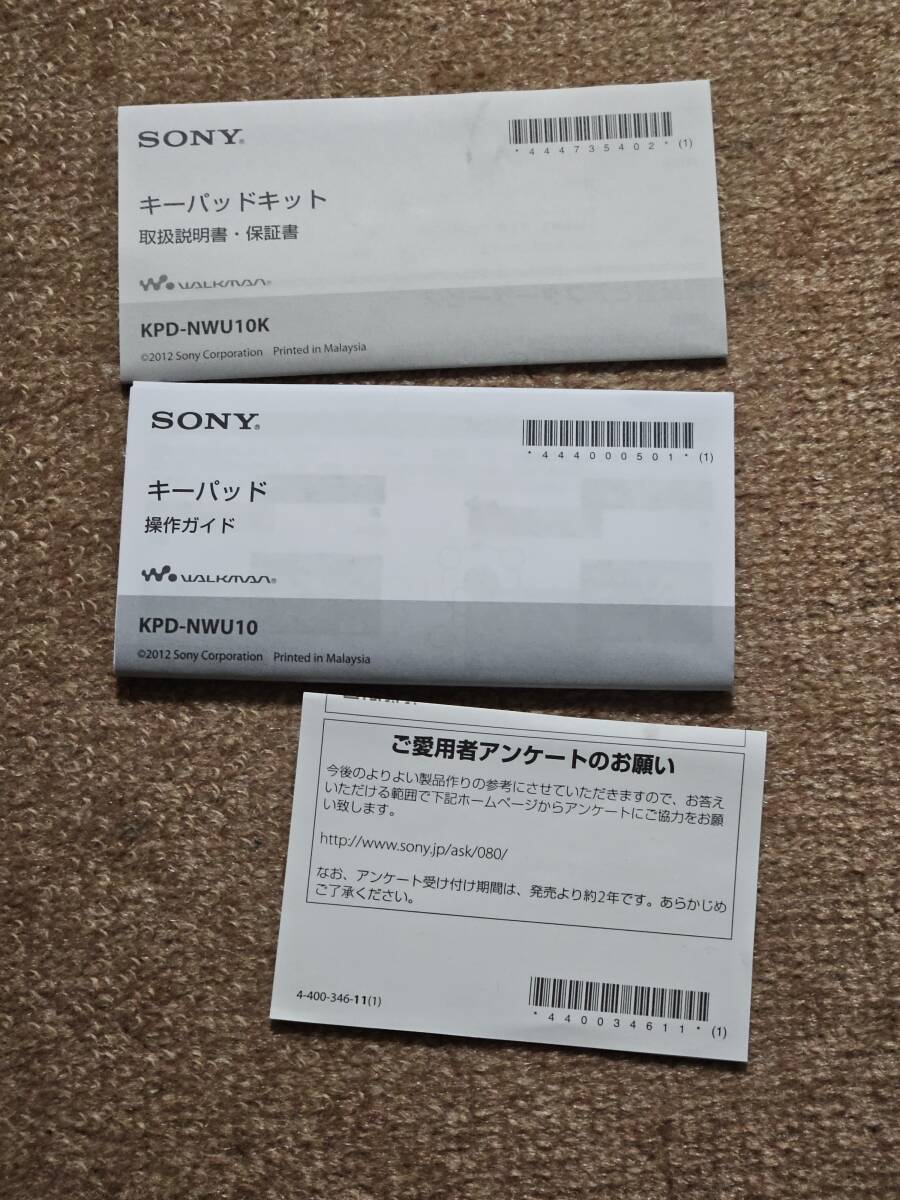 SONY®
*444735402* (1)
キーパッドキット
取扱説明書・保証書
WALKMAN®
KPD-NWU10K
©2012 Sony Corporation Printed in Malaysia
SONY®
*444000501* (1)
キーパッド
操作ガイド
WALKMAN®
KPD-NWU10
©2012 Sony Corporation Printed in Malaysia
ご愛用者アンケートのお願い
今後のよりよい製品作りの参考にさせていただきますので、お答え
いただける範囲で下記ホームページからアンケートにご協力をお願
い致します。
http://www.sony.jp/ask/080/
なお、アンケート受け付け期間は、発売より約2年です。あらかじめ
ご了承ください。
4-400-346-11(1)
*440034611* (1)